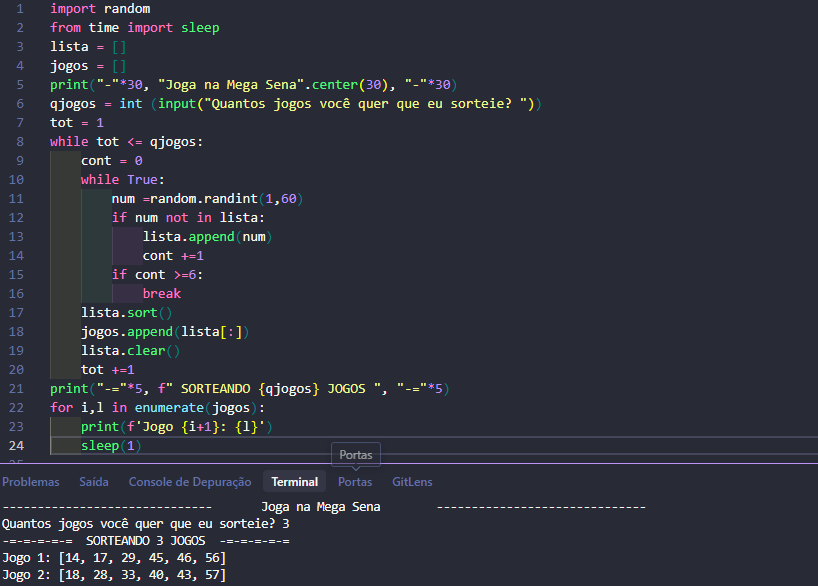 1 import random
2 from time import sleep
3 lista = []
4 jogos = []
5 print("-"*30, "Joga na Mega Sena".center(30), "-"*30)
6 qjogos = int (input("Quantos jogos você quer que eu sorteie? "))
7 tot = 1
8 while tot <= qjogos:
9     cont = 0
10     while True:
11         num =random.randint(1,60)
12         if num not in lista:
13             lista.append(num)
14             cont +=1
15         if cont >=6:
16             break
17     lista.sort()
18     jogos.append(lista[:])
19     lista.clear()
20     tot +=1
21 print("-="*5, f" SORTEANDO {qjogos} JOGOS ", "-="*5)
22 for i,l in enumerate(jogos):
23     print(f'Jogo {i+1}: {l}')
24     sleep(1)
Portas
Problemas Saída Console de Depuração Terminal Portas GitLens
------------------------------       Joga na Mega Sena        ------------------------------
Quantos jogos você quer que eu sorteie? 3
-=-=-=-=-=  SORTEANDO 3 JOGOS  -=-=-=-=-=
Jogo 1: [14, 17, 29, 45, 46, 56]
Jogo 2: [18, 28, 33, 40, 43, 57]